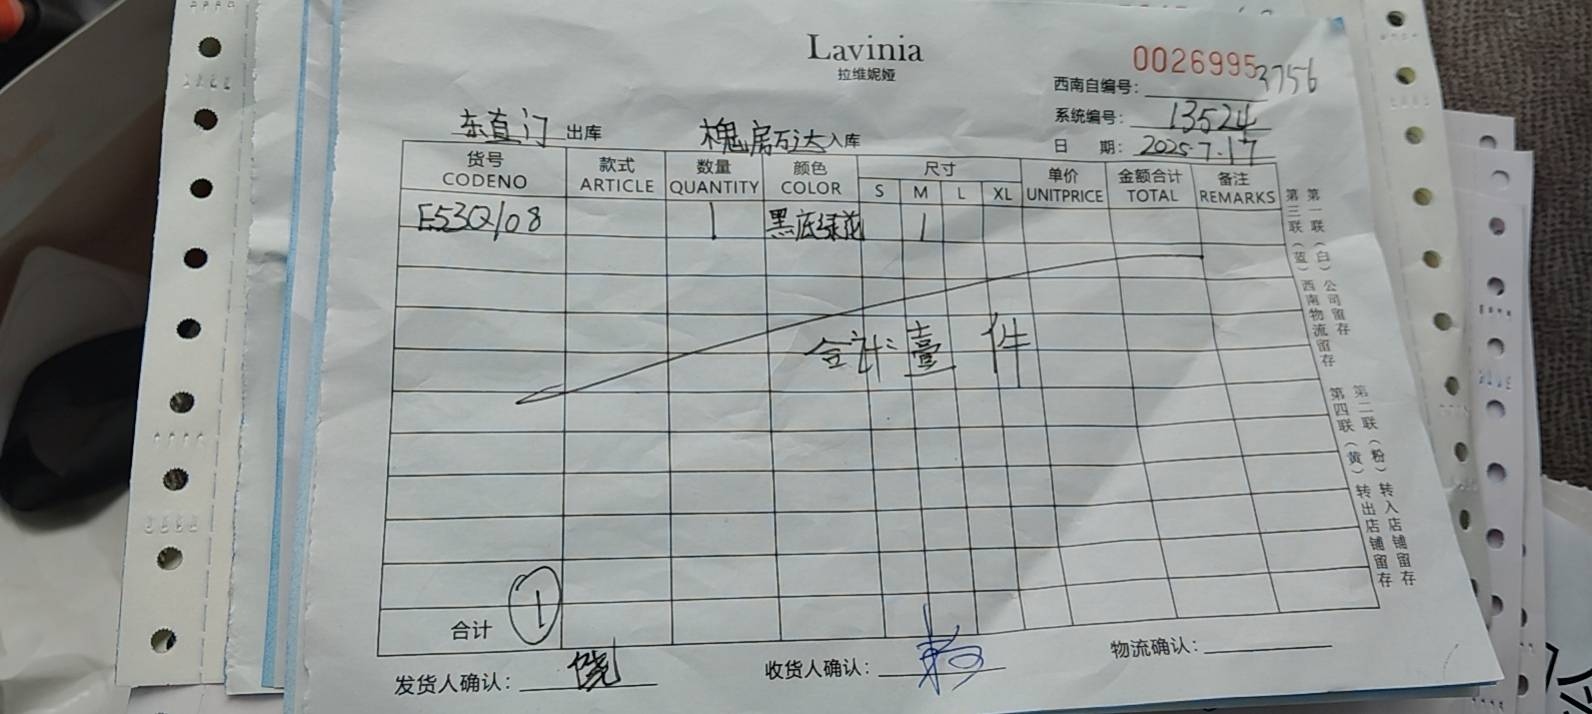 Lavinia
拉维妮娅
0026995
西南自编号： 3756
系统编号： 13524
东直门 出库 槐房万达 入库
日 期： 2025.7.17
货号 款式 数量 颜色 尺寸 单价 金额合计 备注
CODENO ARTICLE QUANTITY COLOR S M L XL UNITPRICE TOTAL REMARKS
E53Q108 1 黑底绿花 1
合计：壹 件
合计 1
发货人确认： 饶
收货人确认：
物流确认：
第一联（白）公司留存
第三联（蓝）西南物流留存
第二联（粉）转入店铺留存
第四联（黄）转出店铺留存